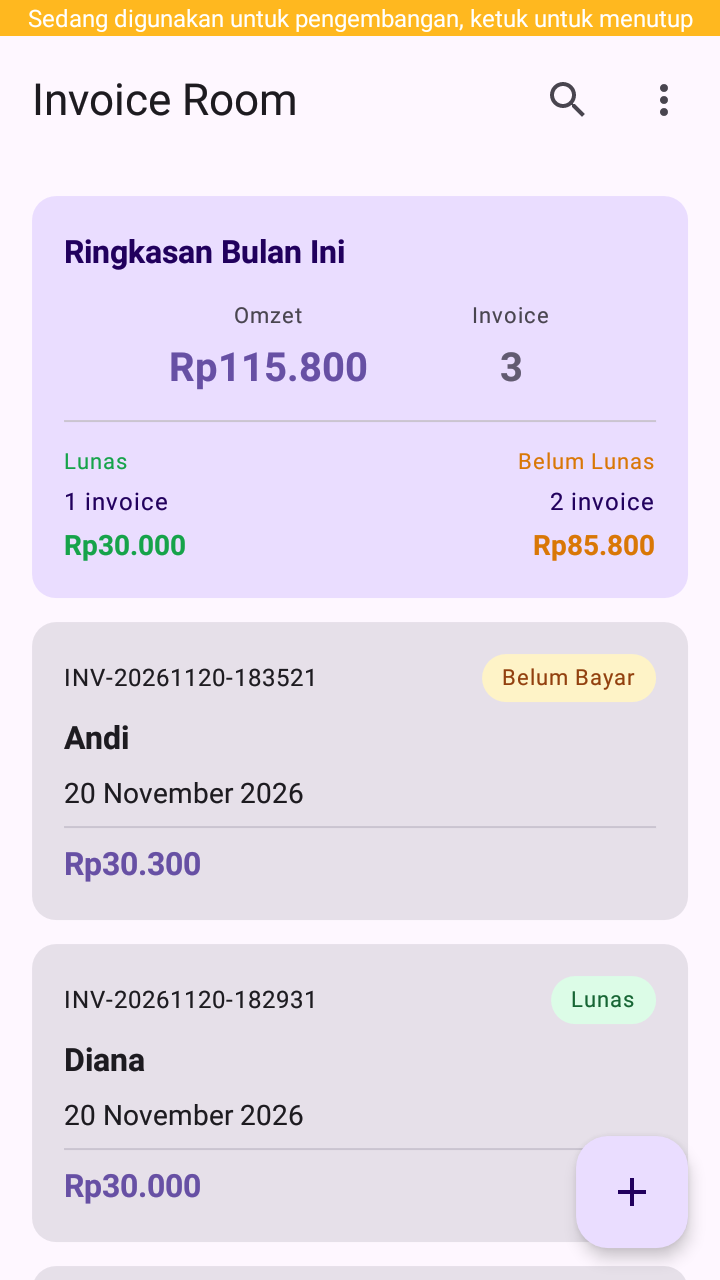 Sedang digunakan untuk pengembangan, ketuk untuk menutup
Invoice Room
Ringkasan Bulan Ini
Omzet Invoice
Rp115.800 3
Lunas Belum Lunas
1 invoice 2 invoice
Rp30.000 Rp85.800
INV-20261120-183521 Belum Bayar
Andi
20 November 2026
Rp30.300
INV-20261120-182931 Lunas
Diana
20 November 2026
Rp30.000